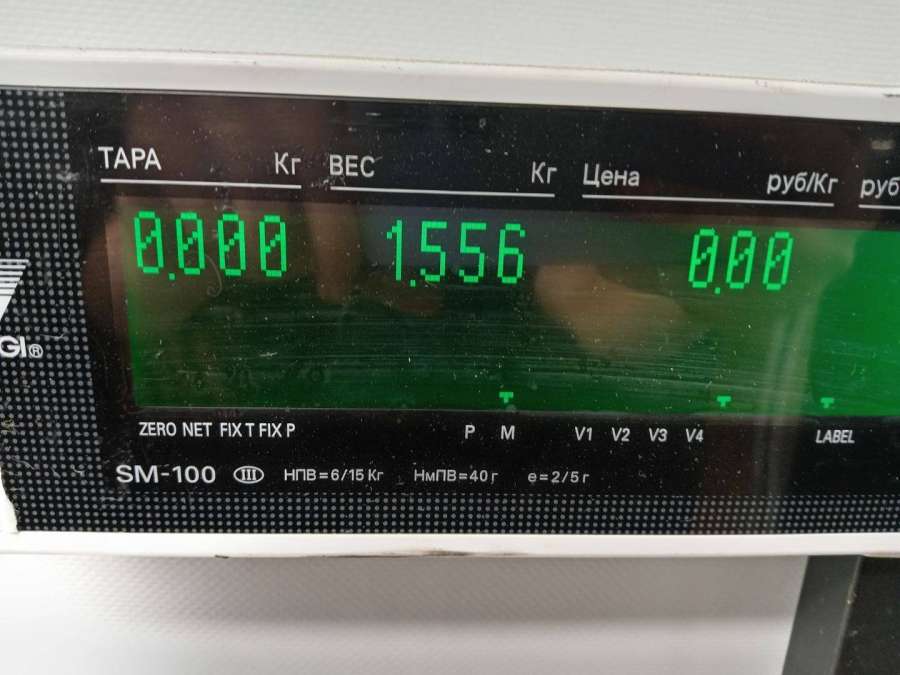 ТАРА Кг ВЕС Кг Цена руб/Кг руб
0.000 1.556 0.00
GI®
ZERO NET FIX T FIX P P M V1 V2 V3 V4 LABEL
SM-100 III НПВ=6/15 Кг НмПВ=40 г e=2/5 г